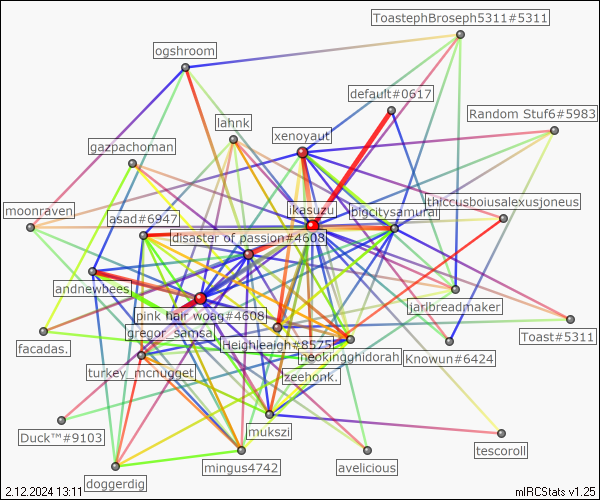 ToastephBroseph5311#5311
ogshroom
default#0617
Random Stuf6#5983
lahnk
xenoyaut
gazpachoman
thiccusboiusalexusjoneus
moonraven
ikasuzu
bigcitysamurai
asad#6947
disaster of passion#4608
andnewbees
jarlbreadmaker
pink hair woag#4608
gregor_samsa
Toast#5311
facadas.
Heighleaigh#8575
neokingghidorah
Knowun#6424
turkey_mcnugget
zeehonk.
Duck™#9103
mukszi
tescoroll
doggerdig
mingus4742
avelicious
2.12.2024 13:11
mIRCStats v1.25